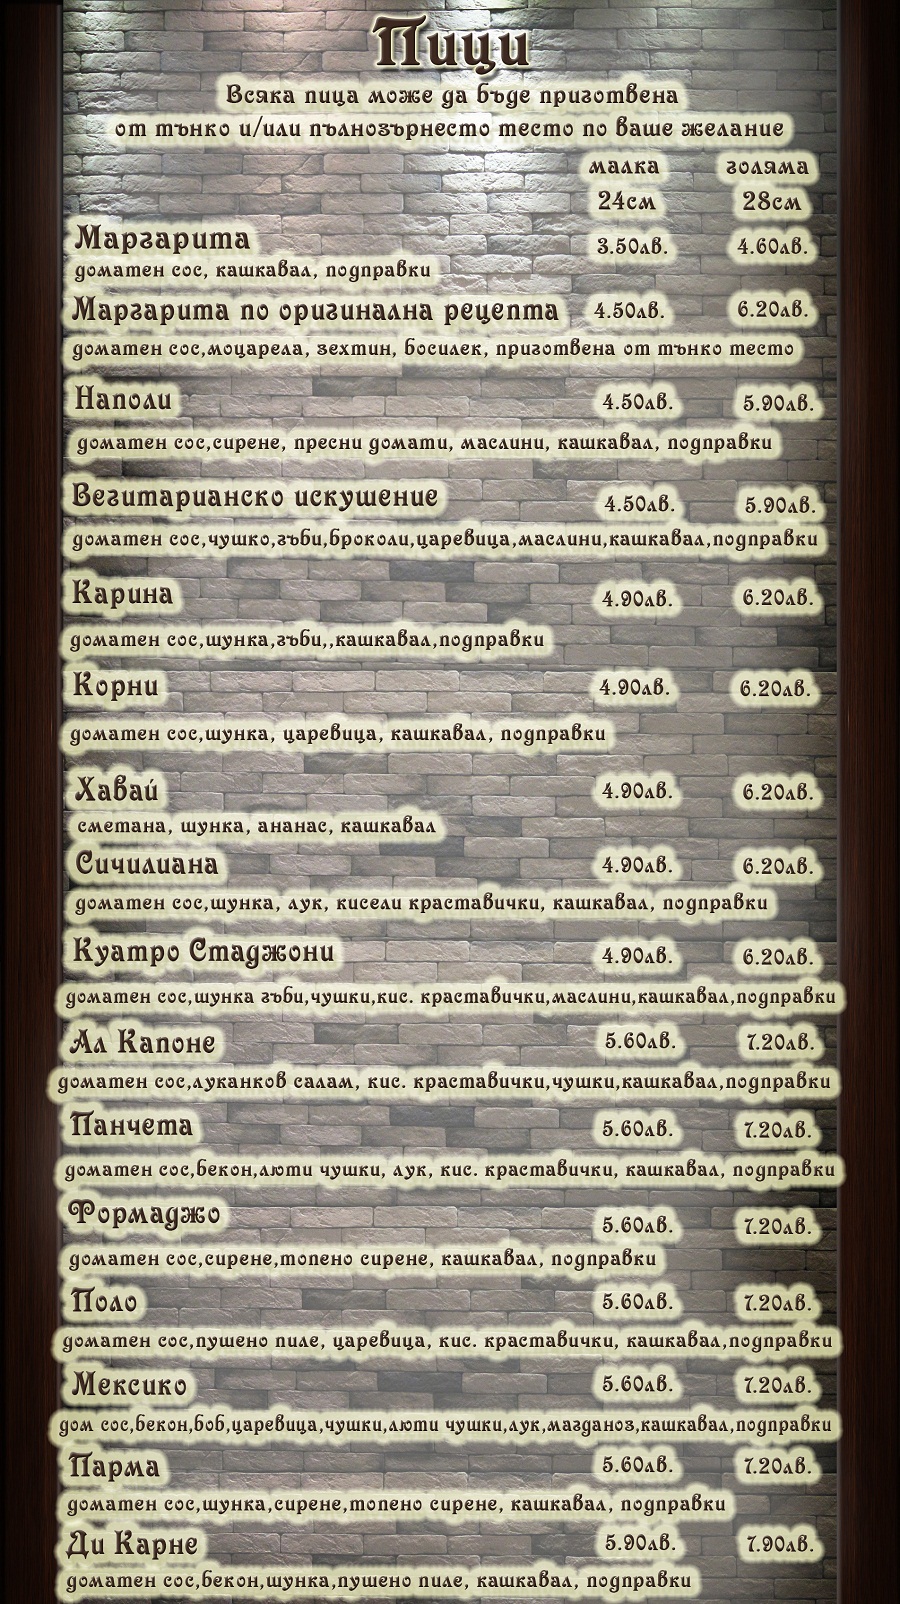 Пици
Всяка пица може да бъде приготвена
от тънко и/или пълнозърнесто тесто по ваше желание
малка голяма
24см 28см
Маргарита 3.50лв. 4.60лв.
доматен сос, кашкавал, подправки
Маргарита по оригинална рецепта 4.50лв. 6.20лв.
доматен сос,моцарела, зехтин, босилек, приготвена от тънко тесто
Наполи 4.50лв. 5.90лв.
доматен сос,сирене, пресни домати, маслини, кашкавал, подправки
Вегитарианско искушение 4.50лв. 5.90лв.
доматен сос,чушко,гъби,броколи,царевица,маслини,кашкавал,подправки
Карина 4.90лв. 6.20лв.
доматен сос,шунка,гъби,,кашкавал,подправки
Корни 4.90лв. 6.20лв.
доматен сос,шунка, царевица, кашкавал, подправки
Хавай 4.90лв. 6.20лв.
сметана, шунка, ананас, кашкавал
Сичилиана 4.90лв. 6.20лв.
доматен сос,шунка, лук, кисели краставички, кашкавал, подправки
Куатро Стаджони 4.90лв. 6.20лв.
доматен сос,шунка гъби,чушки,кис. краставички,маслини,кашкавал,подправки
Ал Капоне 5.60лв. 7.20лв.
доматен сос,луканков салам, кис. краставички,чушки,кашкавал,подправки
Панчета 5.60лв. 7.20лв.
доматен сос,бекон,люти чушки, лук, кис. краставички, кашкавал, подправки
Формаджо 5.60лв. 7.20лв.
доматен сос,сирене,топено сирене, кашкавал, подправки
Поло 5.60лв. 7.20лв.
доматен сос,пушено пиле, царевица, кис. краставички, кашкавал,подправки
Мексико 5.60лв. 7.20лв.
дом сос,бекон,боб,царевица,чушки,люти чушки,лук,магданоз,кашкавал,подправки
Парма 5.60лв. 7.20лв.
доматен сос,шунка,сирене,топено сирене, кашкавал, подправки
Ди Карне 5.90лв. 7.90лв.
доматен сос,бекон,шунка,пушено пиле, кашкавал, подправки